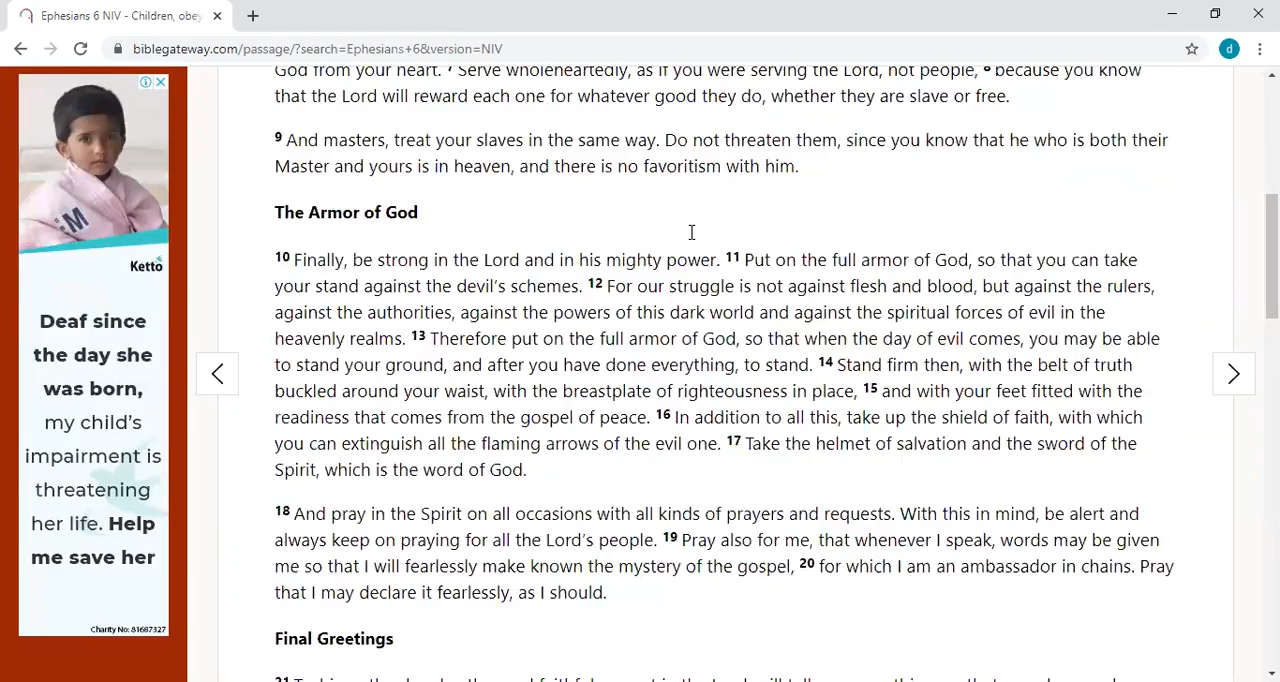 Ephesians 6 NIV - Children, obey
biblegateway.com/passage/?search=Ephesians+6&version=NIV
d
God from your heart. 7 Serve wholeheartedly, as if you were serving the Lord, not people, 8 because you know
that the Lord will reward each one for whatever good they do, whether they are slave or free.
9 And masters, treat your slaves in the same way. Do not threaten them, since you know that he who is both their
Master and yours is in heaven, and there is no favoritism with him.
The Armor of God
10 Finally, be strong in the Lord and in his mighty power. 11 Put on the full armor of God, so that you can take
your stand against the devil's schemes. 12 For our struggle is not against flesh and blood, but against the rulers,
against the authorities, against the powers of this dark world and against the spiritual forces of evil in the
heavenly realms. 13 Therefore put on the full armor of God, so that when the day of evil comes, you may be able
to stand your ground, and after you have done everything, to stand. 14 Stand firm then, with the belt of truth
buckled around your waist, with the breastplate of righteousness in place, 15 and with your feet fitted with the
readiness that comes from the gospel of peace. 16 In addition to all this, take up the shield of faith, with which
you can extinguish all the flaming arrows of the evil one. 17 Take the helmet of salvation and the sword of the
Spirit, which is the word of God.
18 And pray in the Spirit on all occasions with all kinds of prayers and requests. With this in mind, be alert and
always keep on praying for all the Lord's people. 19 Pray also for me, that whenever I speak, words may be given
me so that I will fearlessly make known the mystery of the gospel, 20 for which I am an ambassador in chains. Pray
that I may declare it fearlessly, as I should.
Final Greetings
M
Ketto
Deaf since
the day she
was born,
my child's
impairment is
threatening
her life. Help
me save her
Charity No: 81687327